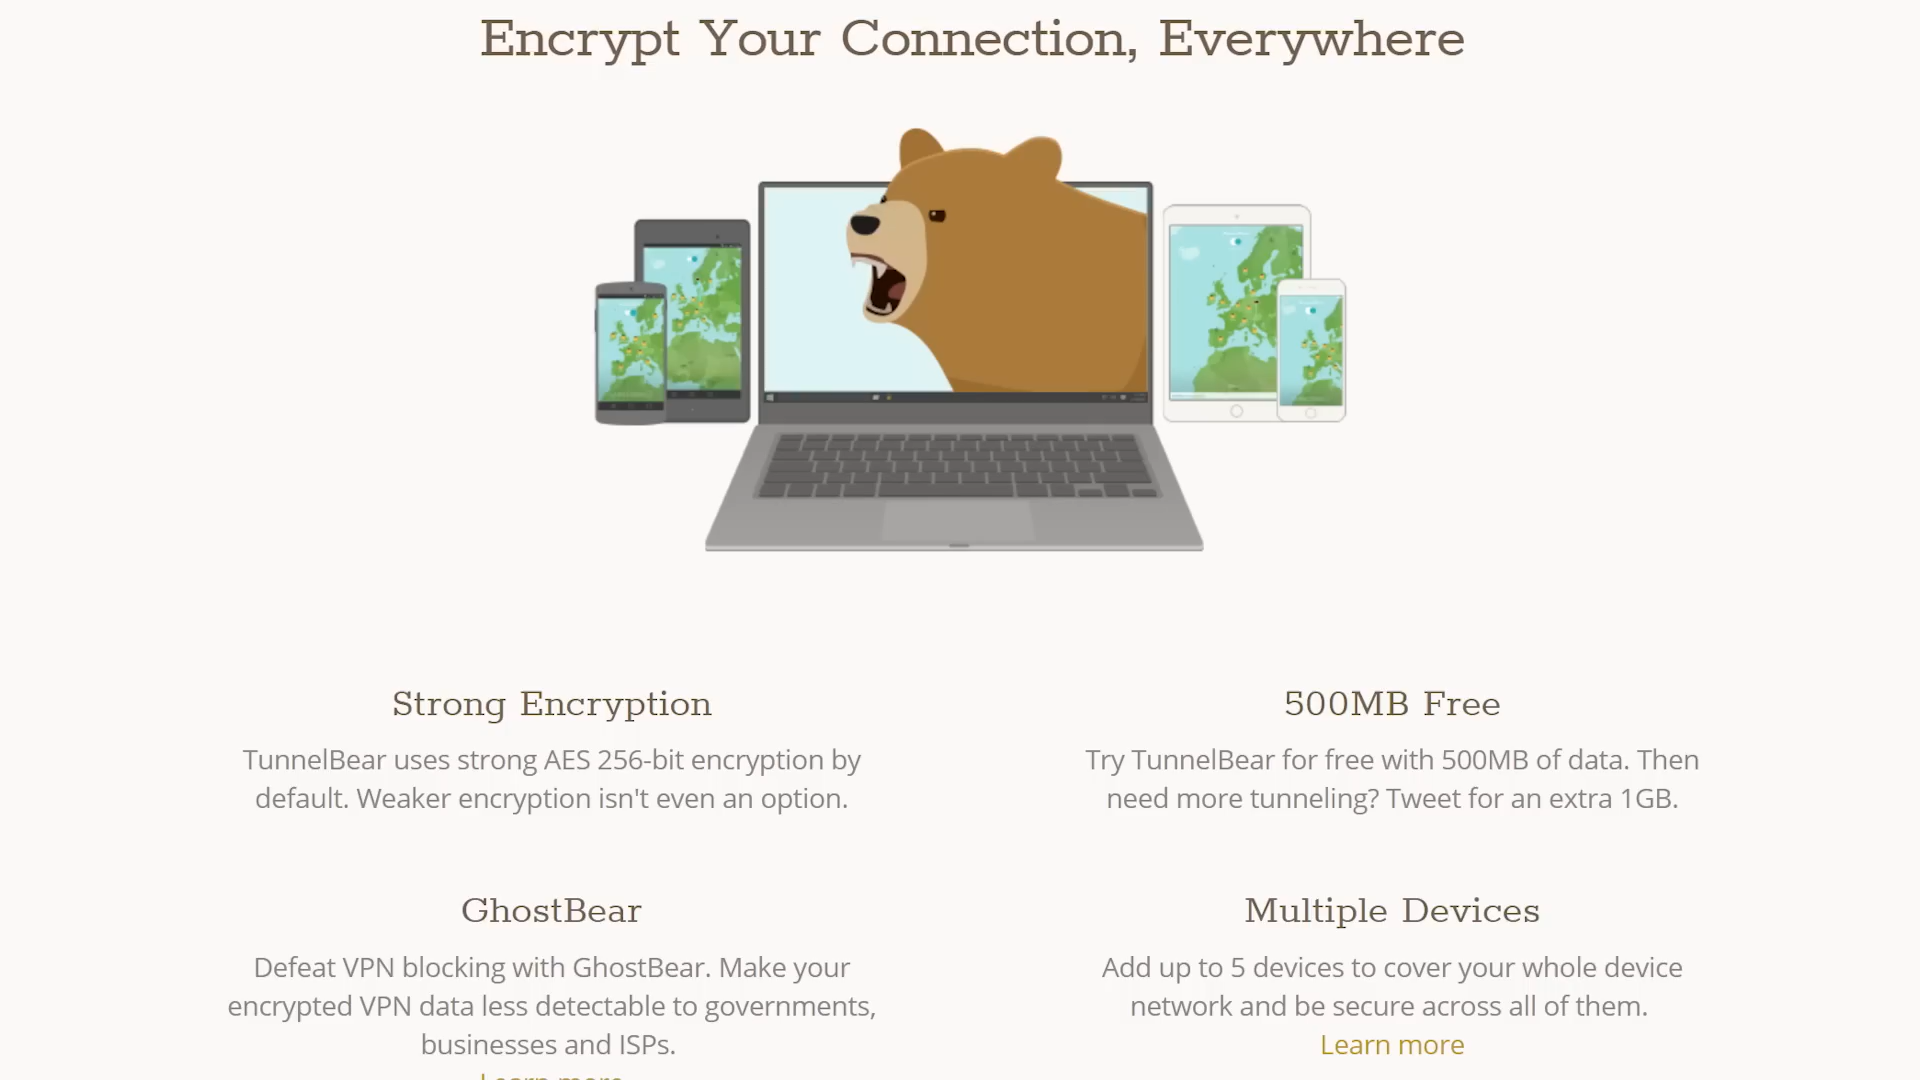 Encrypt Your Connection, Everywhere
Strong Encryption
TunnelBear uses strong AES 256-bit encryption by
default. Weaker encryption isn't even an option.
500MB Free
Try TunnelBear for free with 500MB of data. Then
need more tunneling? Tweet for an extra 1GB.
GhostBear
Defeat VPN blocking with GhostBear. Make your
encrypted VPN data less detectable to governments,
businesses and ISPs.
Learn more
Multiple Devices
Add up to 5 devices to cover your whole device
network and be secure across all of them.
Learn more